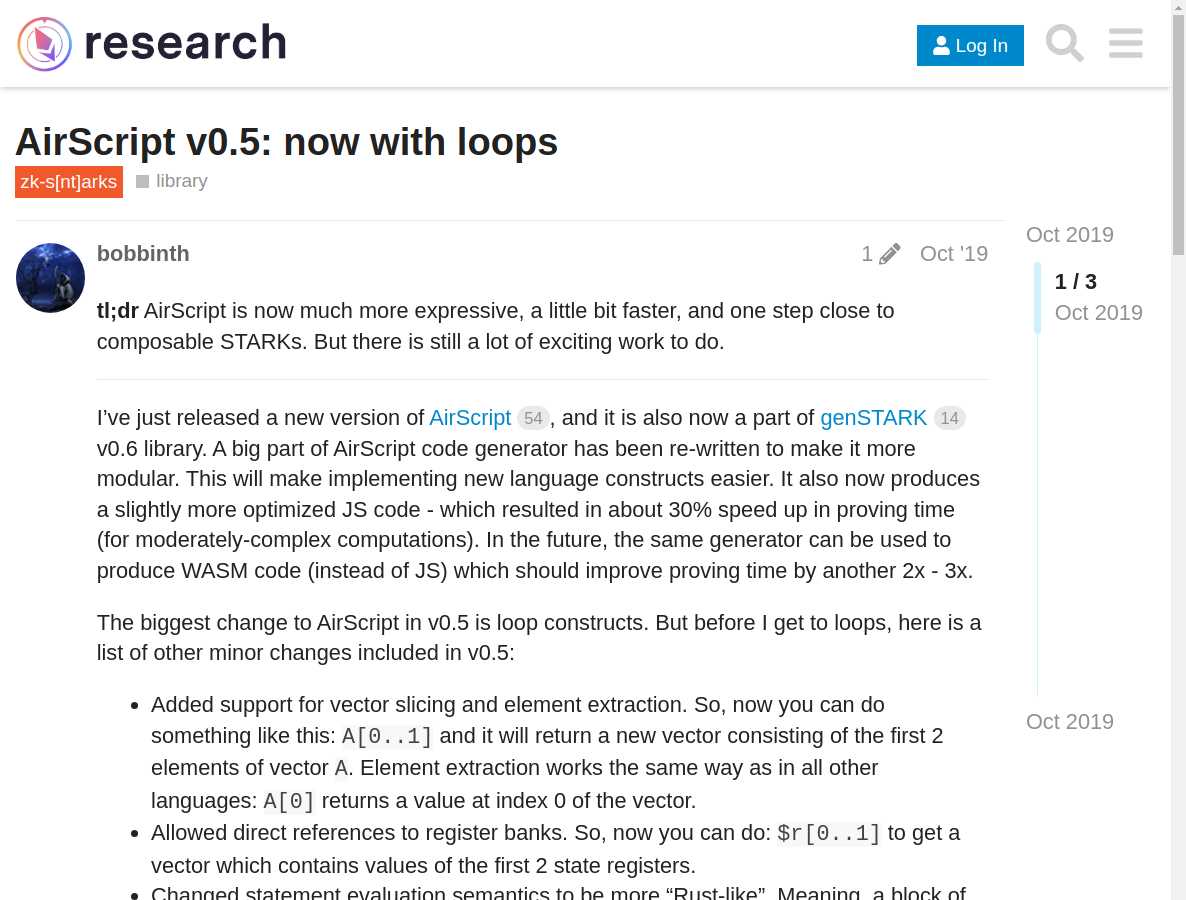 research
Log In
AirScript v0.5: now with loops
zk-s[nt]arks library
Oct 2019
bobbinth 1 Oct '19
1 / 3
Oct 2019
tl;dr AirScript is now much more expressive, a little bit faster, and one step close to
composable STARKs. But there is still a lot of exciting work to do.
I’ve just released a new version of AirScript 54, and it is also now a part of genSTARK 14
v0.6 library. A big part of AirScript code generator has been re-written to make it more
modular. This will make implementing new language constructs easier. It also now produces
a slightly more optimized JS code - which resulted in about 30% speed up in proving time
(for moderately-complex computations). In the future, the same generator can be used to
produce WASM code (instead of JS) which should improve proving time by another 2x - 3x.
The biggest change to AirScript in v0.5 is loop constructs. But before I get to loops, here is a
list of other minor changes included in v0.5:
Added support for vector slicing and element extraction. So, now you can do
something like this: A[0..1] and it will return a new vector consisting of the first 2
elements of vector A. Element extraction works the same way as in all other
languages: A[0] returns a value at index 0 of the vector.
Allowed direct references to register banks. So, now you can do: $r[0..1] to get a
vector which contains values of the first 2 state registers.
Changed statement evaluation semantics to be more “Rust-like”. Meaning, a block of
Oct 2019